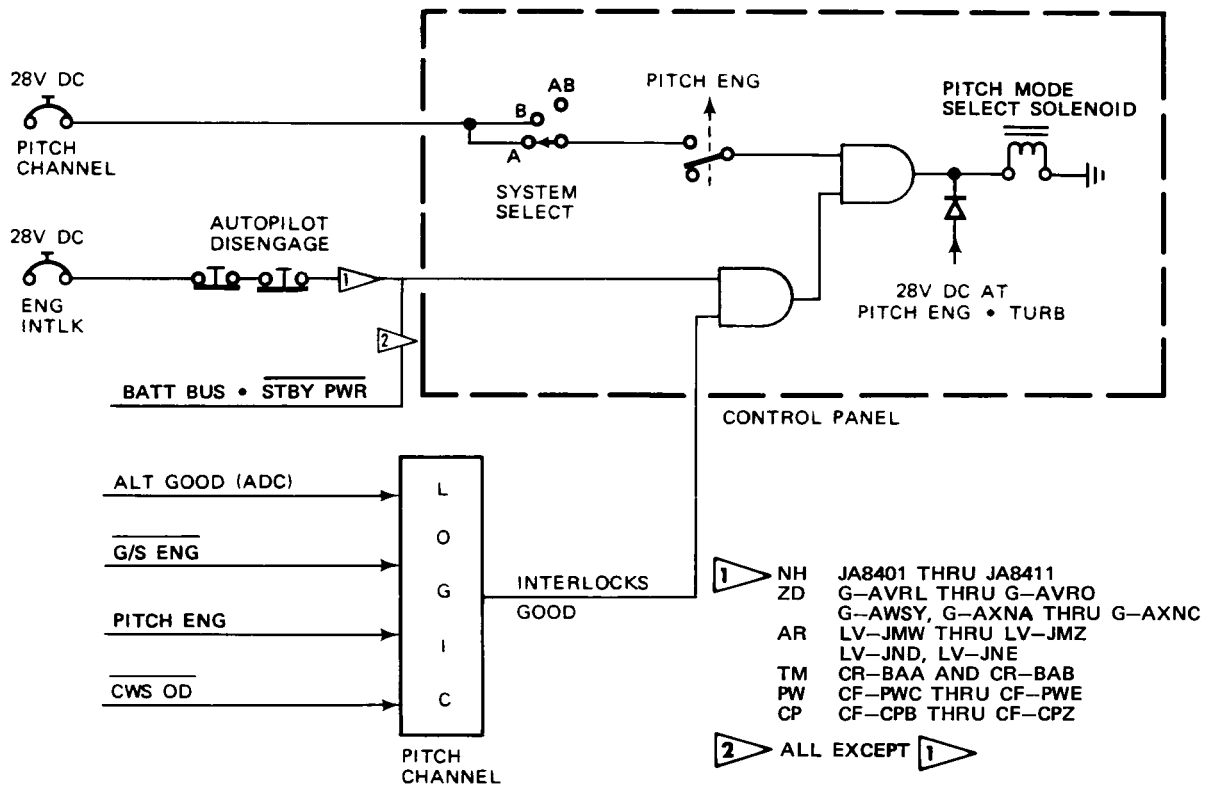 28V DC
PITCH
CHANNEL
AB
B
A
SYSTEM
SELECT
PITCH ENG
PITCH MODE
SELECT SOLENOID
28V DC
ENG
INTLK
AUTOPILOT
DISENGAGE
1
2
28V DC AT
PITCH ENG • TURB
BATT BUS • STBY PWR
CONTROL PANEL
ALT GOOD (ADC)
G/S ENG
PITCH ENG
CWS OD
L
O
G
I
C
PITCH
CHANNEL
INTERLOCKS
GOOD
1 NH JA8401 THRU JA8411
ZD G-AVRL THRU G-AVRO
G-AWSY, G-AXNA THRU G-AXNC
AR LV-JMW THRU LV-JMZ
LV-JND, LV-JNE
TM CR-BAA AND CR-BAB
PW CF-PWC THRU CF-PWE
CP CF-CPB THRU CF-CPZ
2 ALL EXCEPT 1